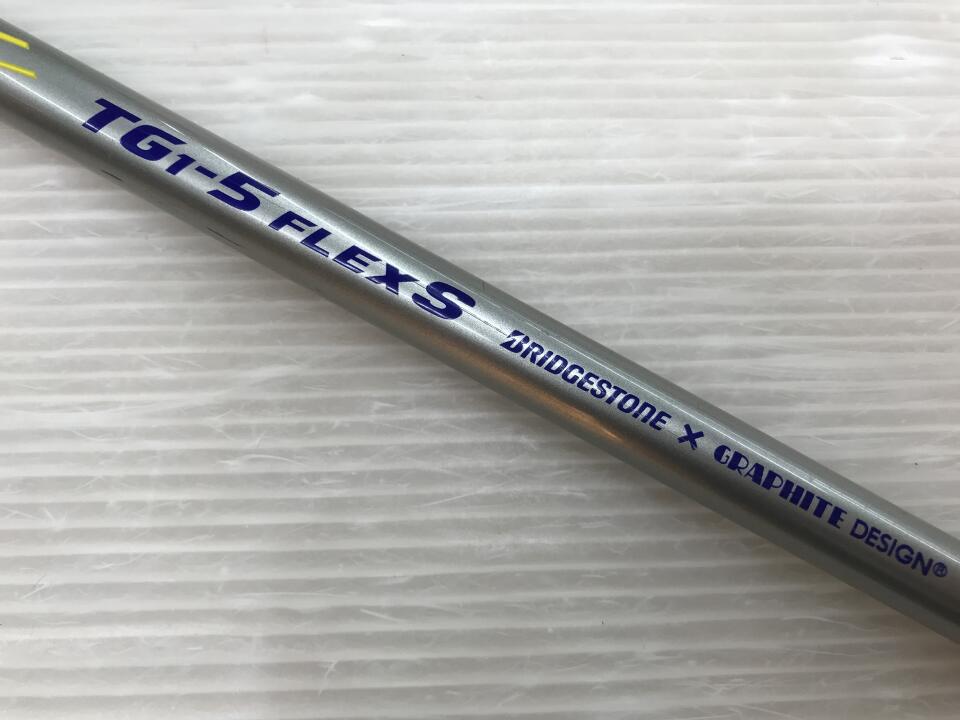 TG1-5 FLEX S BRIDGESTONE X GRAPHITE DESIGN®